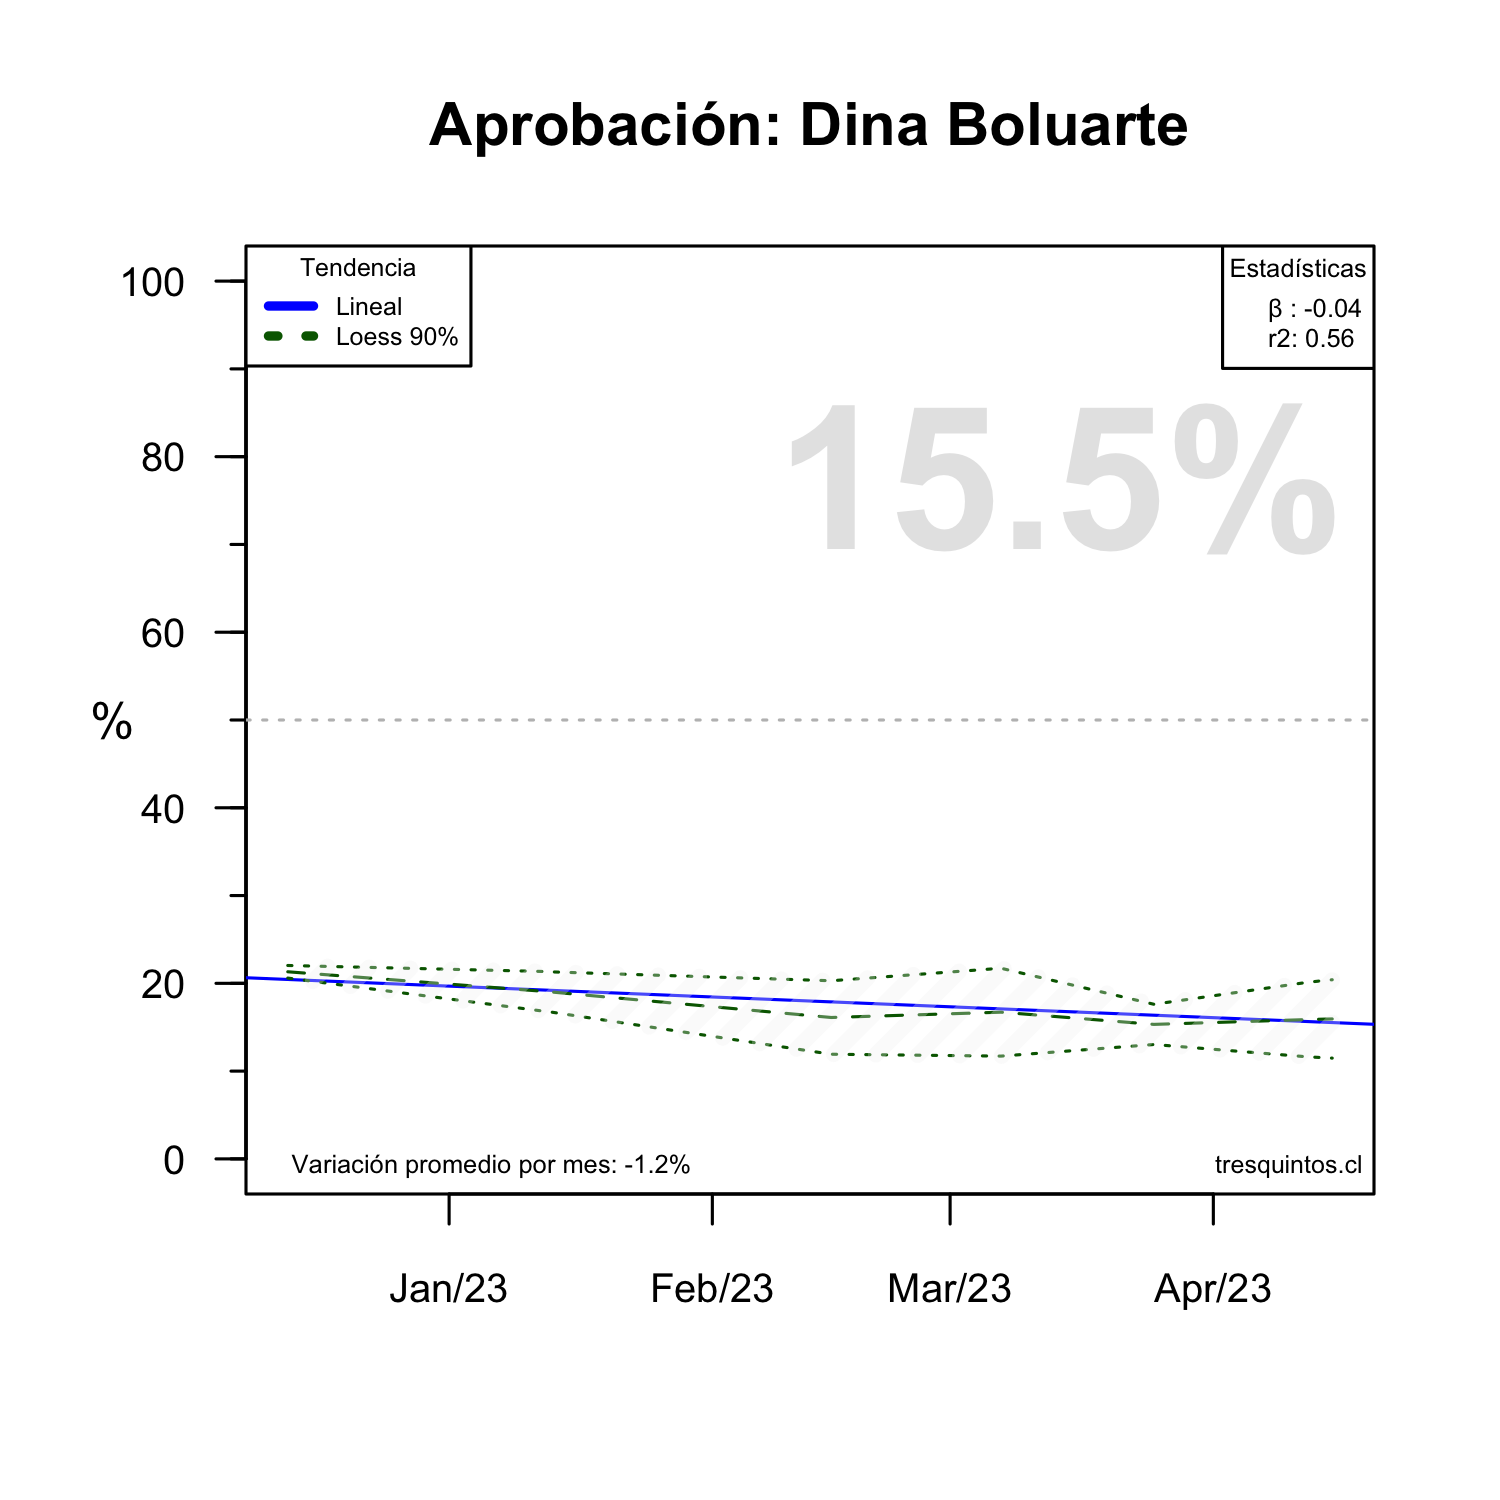 Aprobación: Dina Boluarte
Tendencia
Lineal
Loess 90%
Estadísticas
β : -0.04
r2: 0.56
15.5%
100
80
60
40
20
0
%
Variación promedio por mes: -1.2%
tresquintos.cl
Jan/23 Feb/23 Mar/23 Apr/23